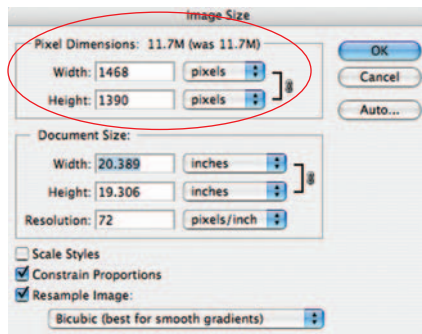 Image Size
Pixel Dimensions: 11.7M (was 11.7M)
Width: 1468 pixels
Height: 1390 pixels
OK
Cancel
Auto...
Document Size:
Width: 20.389 inches
Height: 19.306 inches
Resolution: 72 pixels/inch
Scale Styles
Constrain Proportions
Resample Image:
Bicubic (best for smooth gradients)